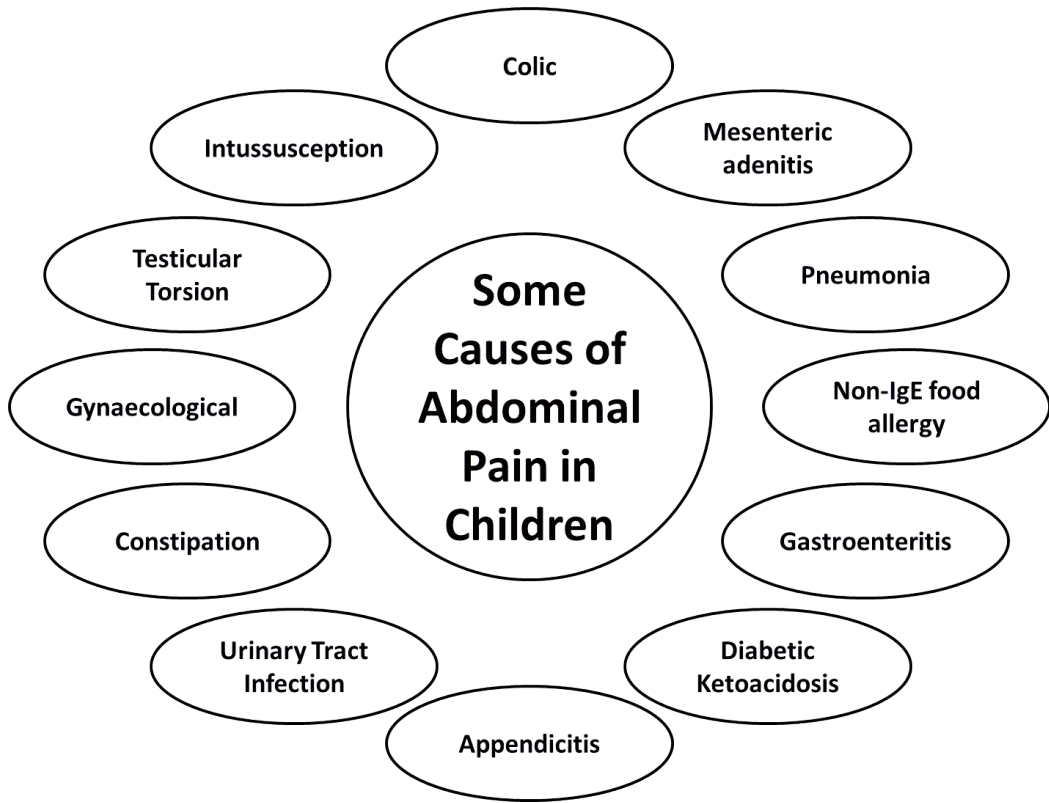 Colic
Mesenteric
adenitis
Pneumonia
Non-IgE food
allergy
Gastroenteritis
Diabetic
Ketoacidosis
Appendicitis
Urinary Tract
Infection
Constipation
Gynaecological
Testicular
Torsion
Intussusception
Some
Causes of
Abdominal
Pain in
Children